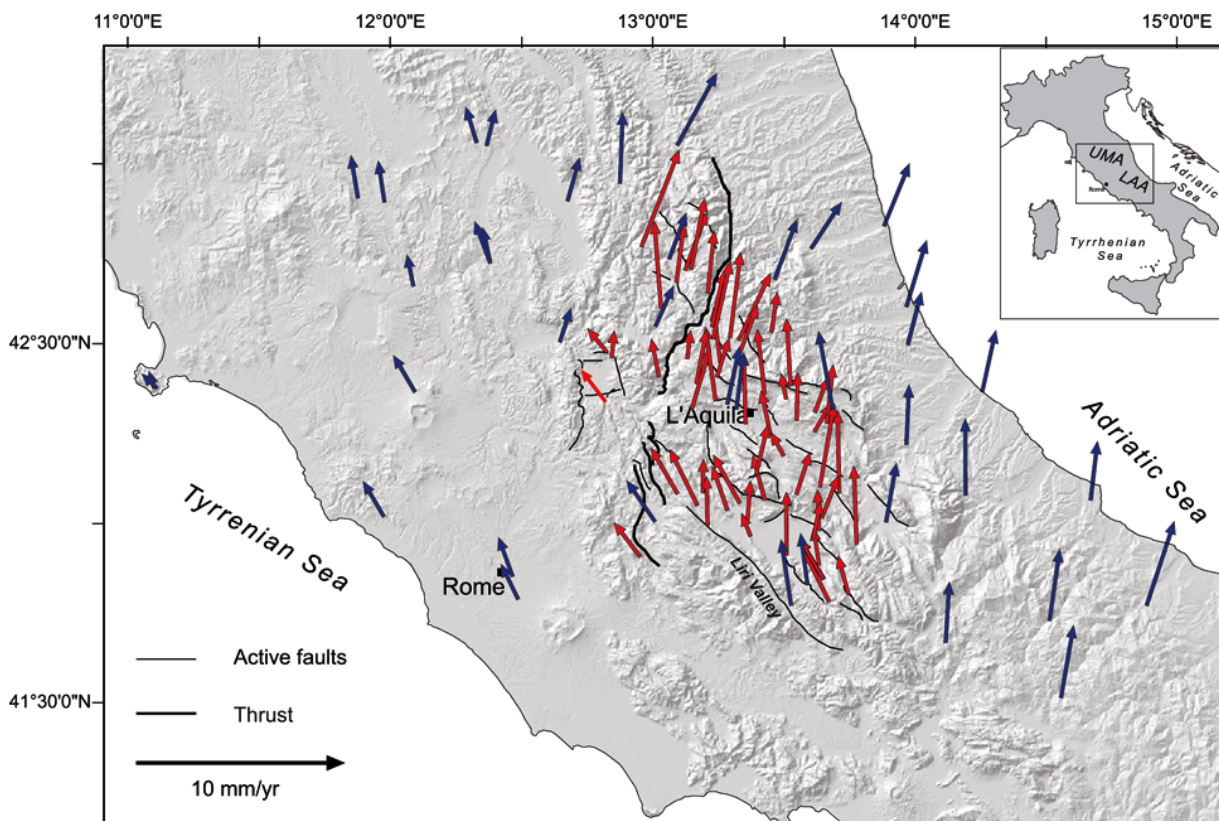 11°0'0"E 12°0'0"E 13°0'0"E 14°0'0"E 15°0'0"E
UMA
LAA
Rome
Adriatic
Sea
Tyrrhenian
Sea
42°30'0"N
L'Aquila
Adriatic Sea
Tyrrenian Sea
Rome
Liri Valley
Active faults
41°30'0"N
Thrust
10 mm/yr